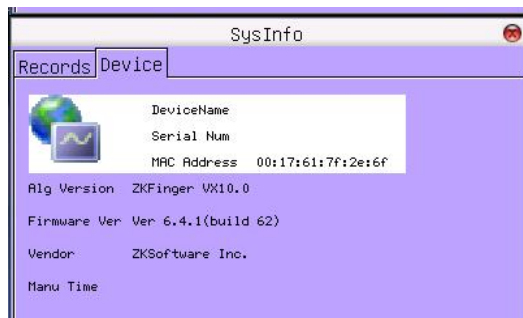 SysInfo
Records Device
DeviceName
Serial Num
MAC Address 00:17:61:7f:2e:6f
Alg Version ZKFinger VX10.0
Firmware Ver Ver 6.4.1(build 62)
Vendor ZKSoftware Inc.
Manu Time